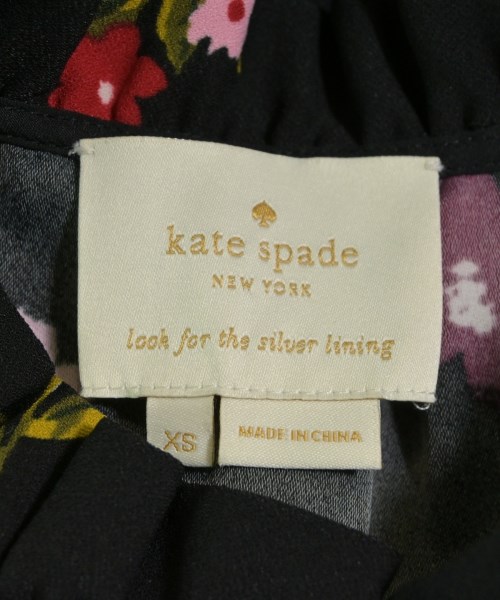 kate spade
NEW YORK
look for the silver lining
XS
MADE IN CHINA